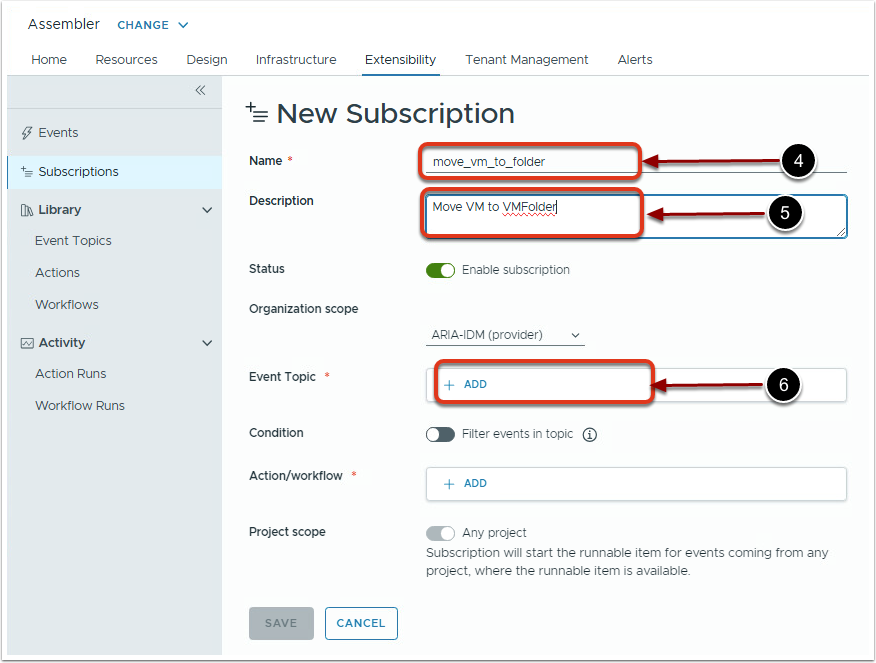 Assembler CHANGE
Home Resources Design Infrastructure Extensibility Tenant Management Alerts
Events
Subscriptions
Library
Event Topics
Actions
Workflows
Activity
Action Runs
Workflow Runs
New Subscription
Name * move_vm_to_folder 4
Description Move VM to VMFolder 5
Status Enable subscription
Organization scope
ARIA-IDM (provider)
Event Topic * + ADD 6
Condition Filter events in topic
Action/workflow * + ADD
Project scope Any project
Subscription will start the runnable item for events coming from any
project, where the runnable item is available.
SAVE CANCEL